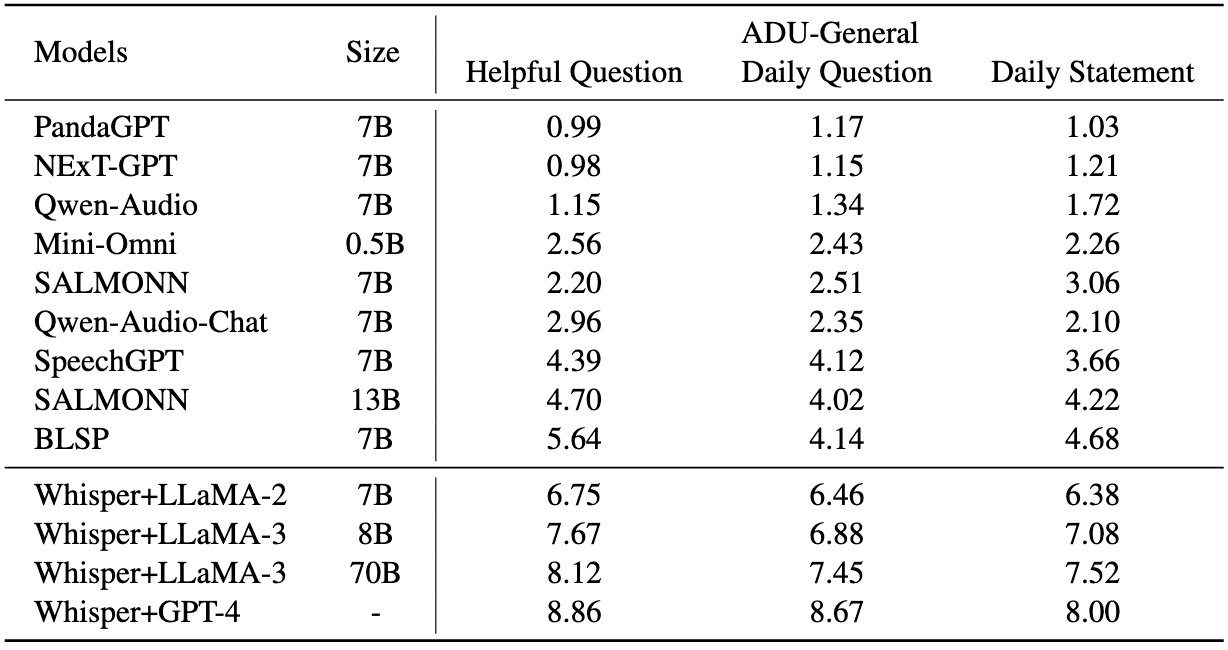 ADU-General
Models Size Helpful Question Daily Question Daily Statement
PandaGPT 7B 0.99 1.17 1.03
NExT-GPT 7B 0.98 1.15 1.21
Qwen-Audio 7B 1.15 1.34 1.72
Mini-Omni 0.5B 2.56 2.43 2.26
SALMONN 7B 2.20 2.51 3.06
Qwen-Audio-Chat 7B 2.96 2.35 2.10
SpeechGPT 7B 4.39 4.12 3.66
SALMONN 13B 4.70 4.02 4.22
BLSP 7B 5.64 4.14 4.68
Whisper+LLaMA-2 7B 6.75 6.46 6.38
Whisper+LLaMA-3 8B 7.67 6.88 7.08
Whisper+LLaMA-3 70B 8.12 7.45 7.52
Whisper+GPT-4 - 8.86 8.67 8.00